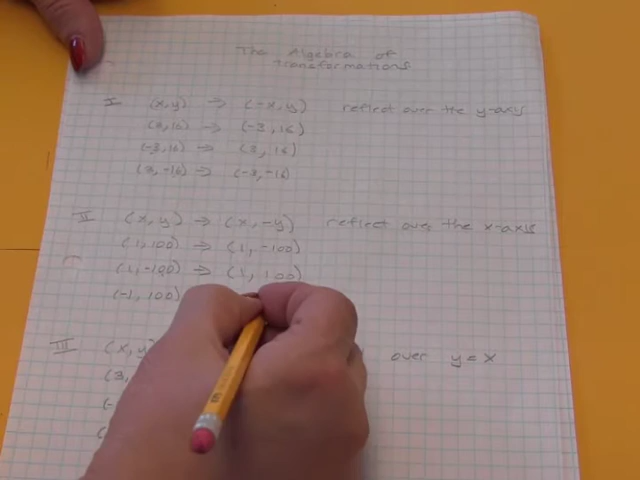 The Algebra of
Transformations
I (x,y) → (-x,y) reflect over the y-axis
(3,16) → (-3,16)
(-3,16) → (3,16)
(3,-16) → (-3,-16)
II (x,y) → (x,-y) reflect over the x-axis
(1,100) → (1,-100)
(1,-100) → (1,100)
(-1,100)
III (x,y over y=x
(3,
(-
(